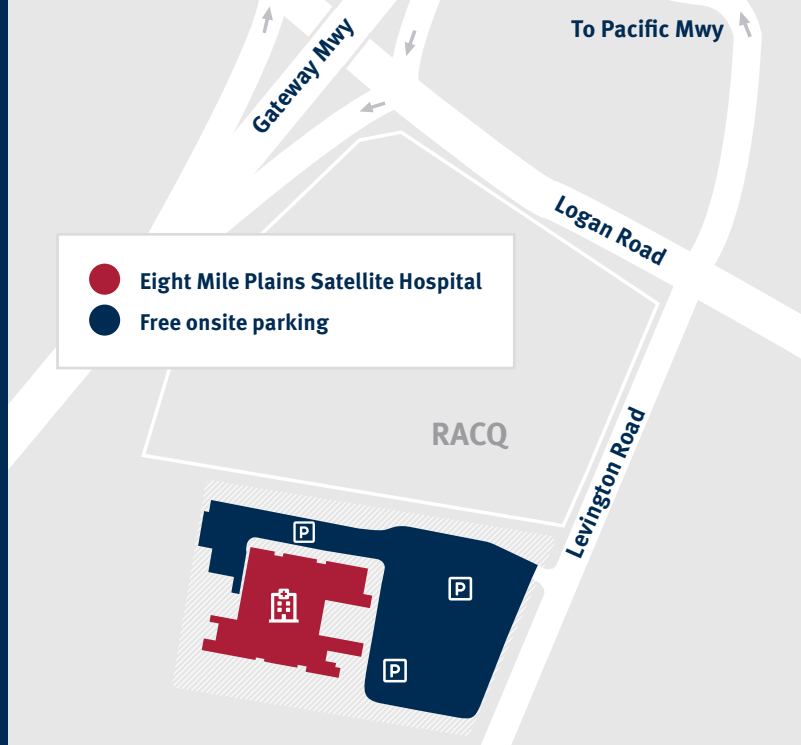 To Pacific Mwy
Gateway Mwy
Logan Road
Eight Mile Plains Satellite Hospital
Free onsite parking
RACQ
Levington Road
P
P
P